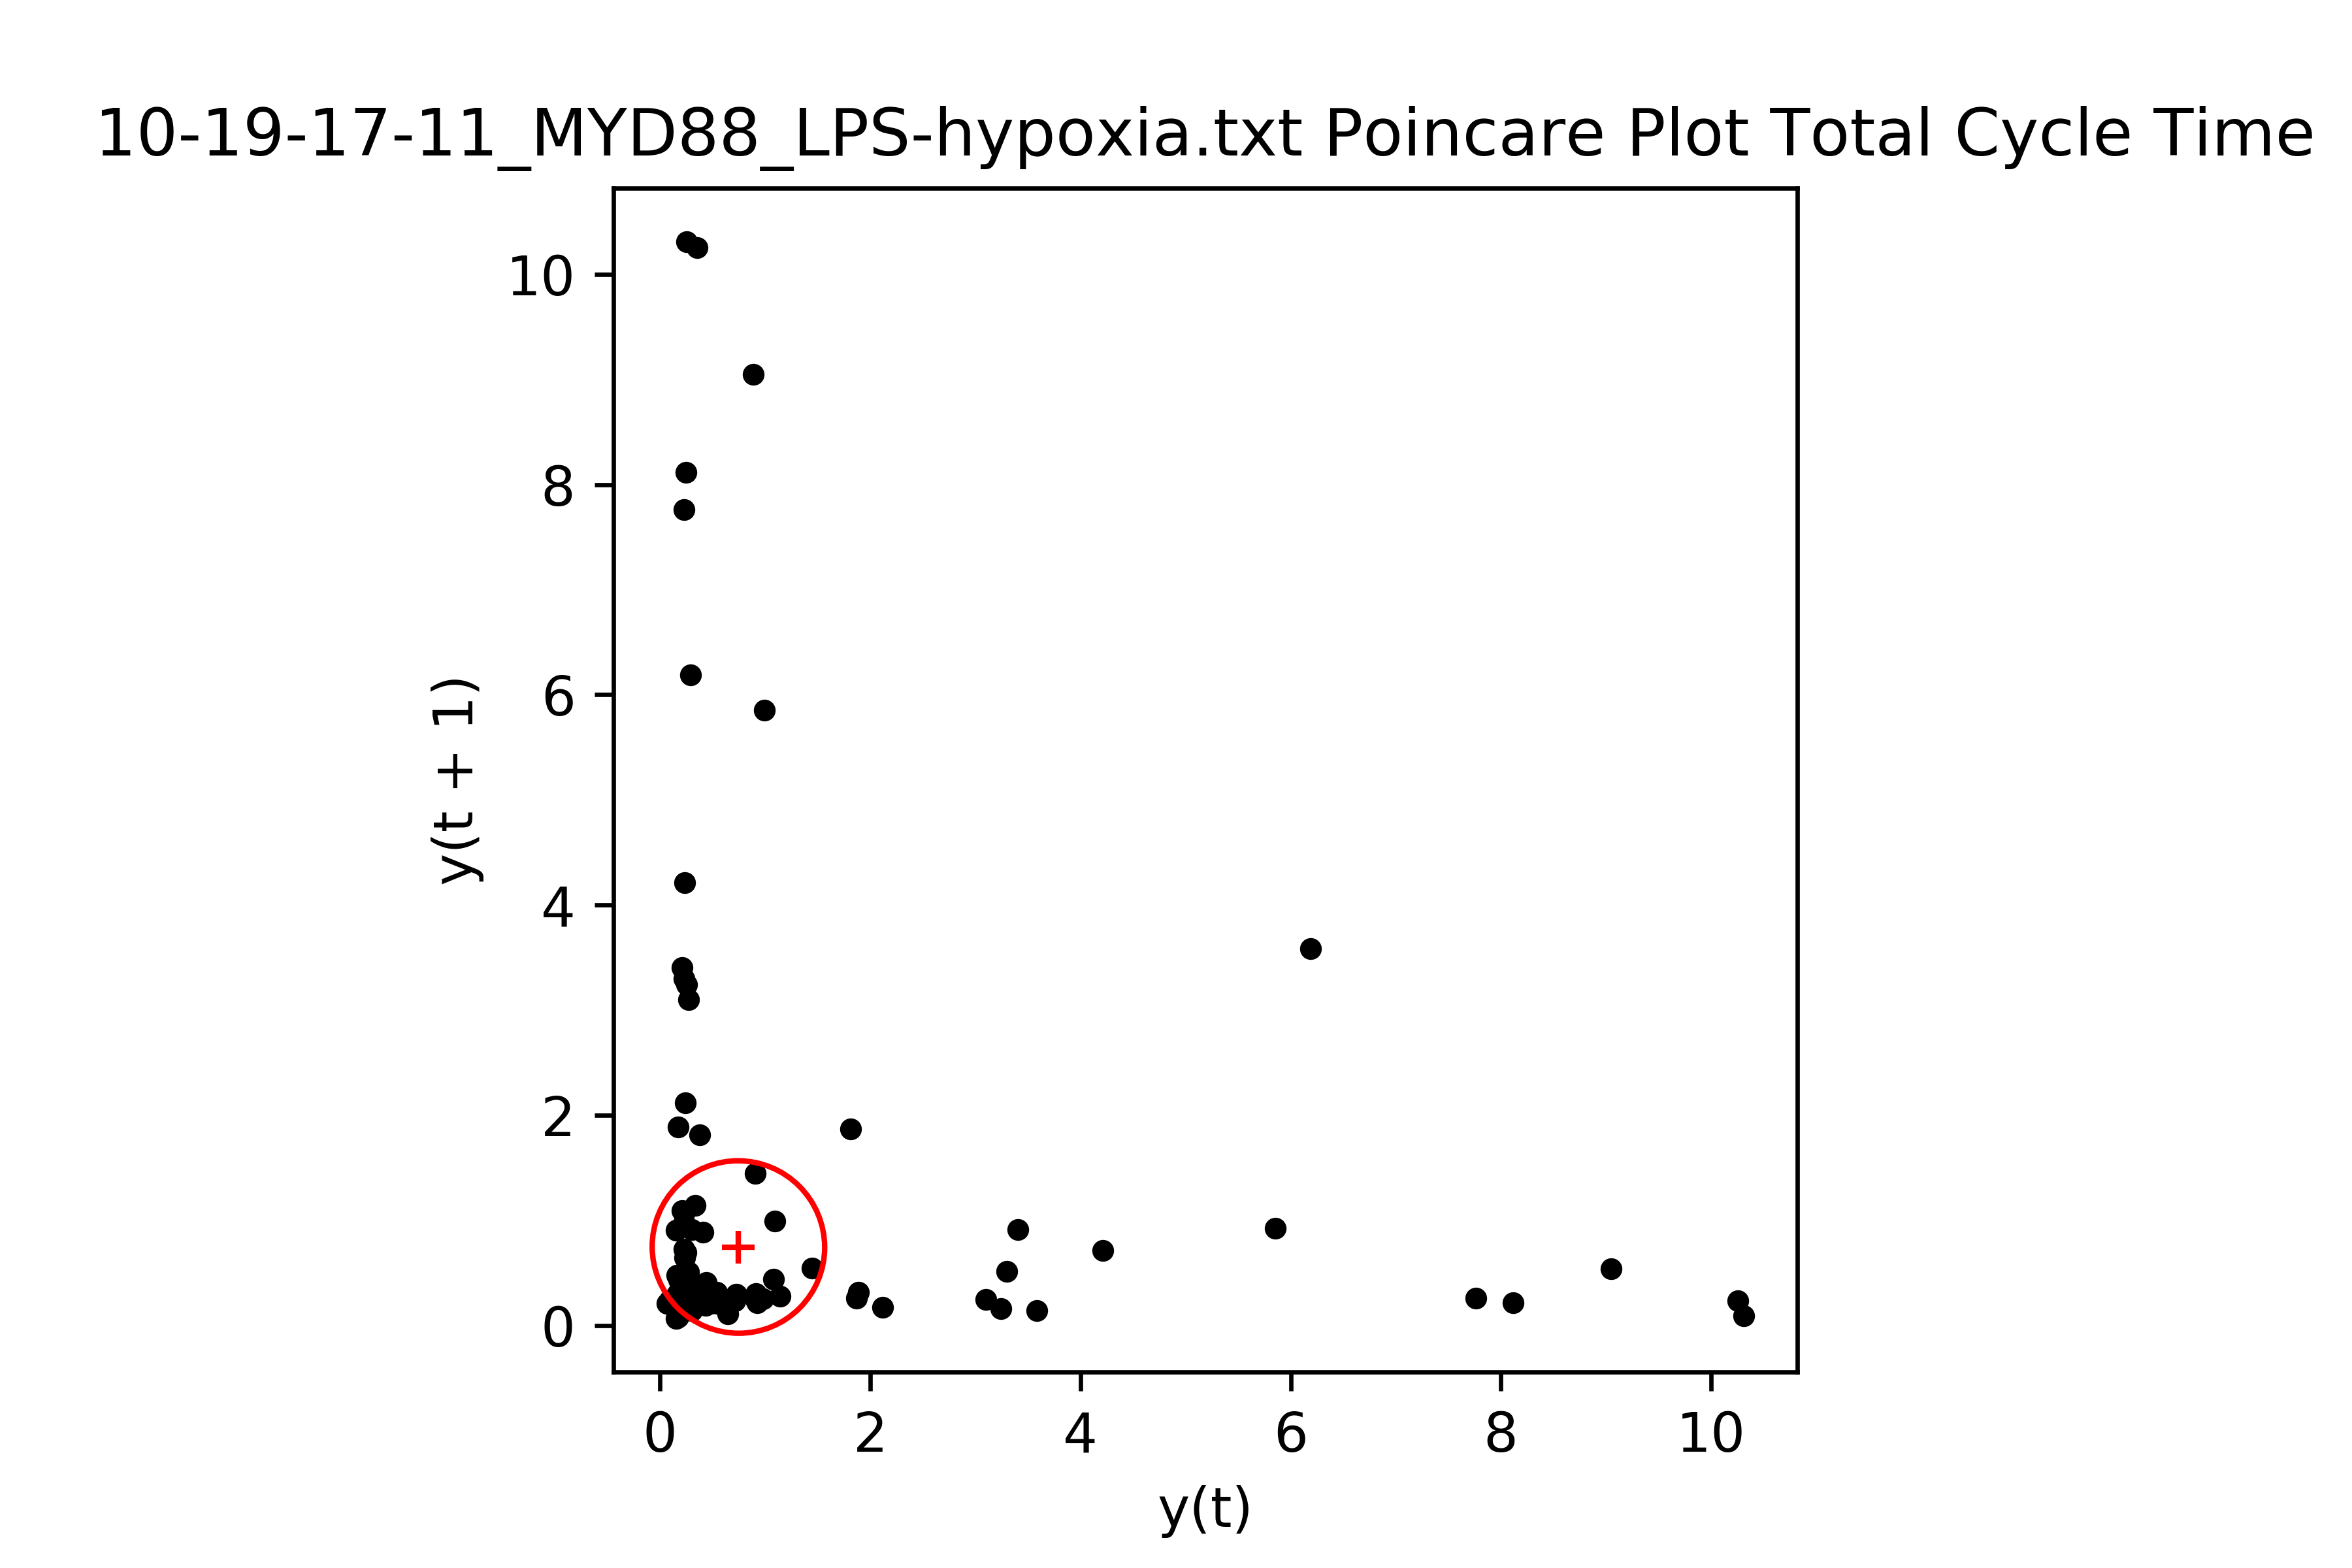 10-19-17-11_MYD88_LPS-hypoxia.txt Poincare Plot Total Cycle Time
10
8
6
4
2
0
y(t + 1)
0 2 4 6 8 10
y(t)